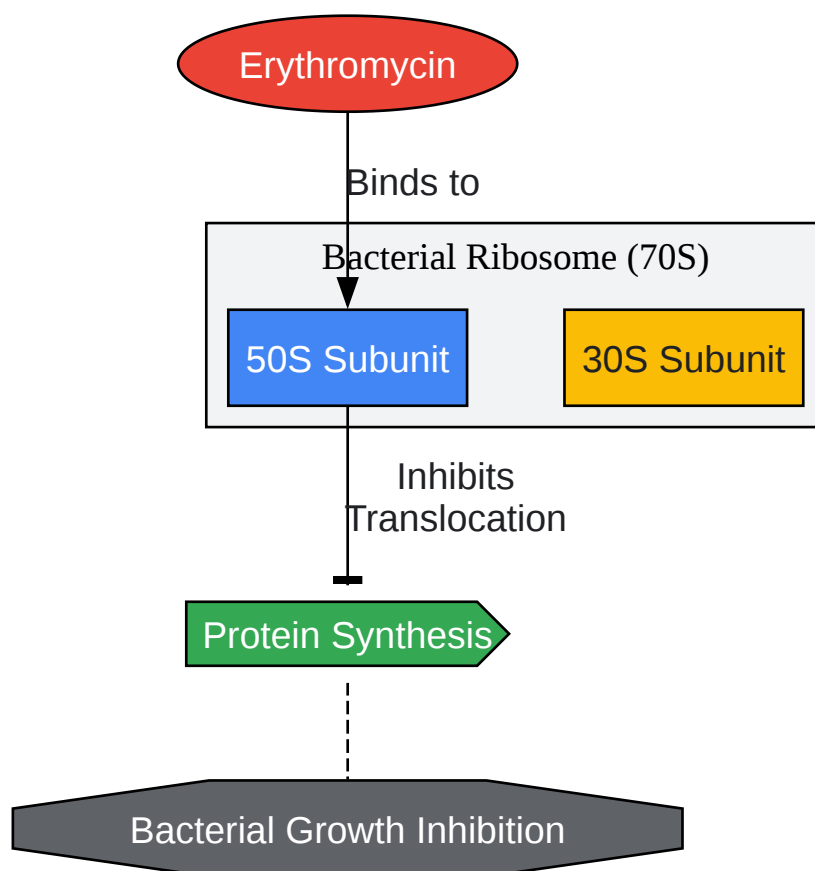 Erythromycin
Binds to
Bacterial Ribosome (70S)
50S Subunit
30S Subunit
Inhibits
Translocation
Protein Synthesis
Bacterial Growth Inhibition